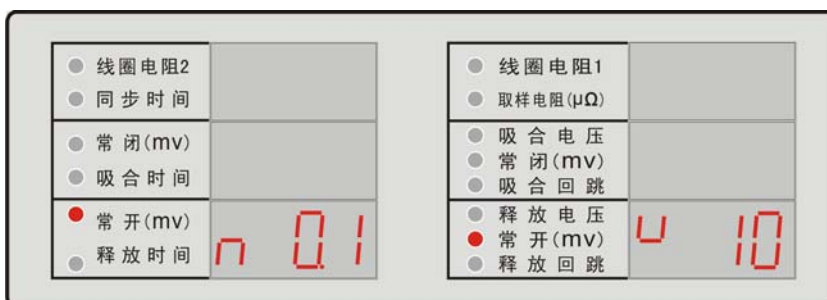 线圈电阻2
同步时间
常闭(mv)
吸合时间
常开(mv)
释放时间
n 0.1
线圈电阻1
取样电阻(μΩ)
吸合电压
常闭(mv)
吸合回跳
释放电压
常开(mv)
释放回跳
u 10